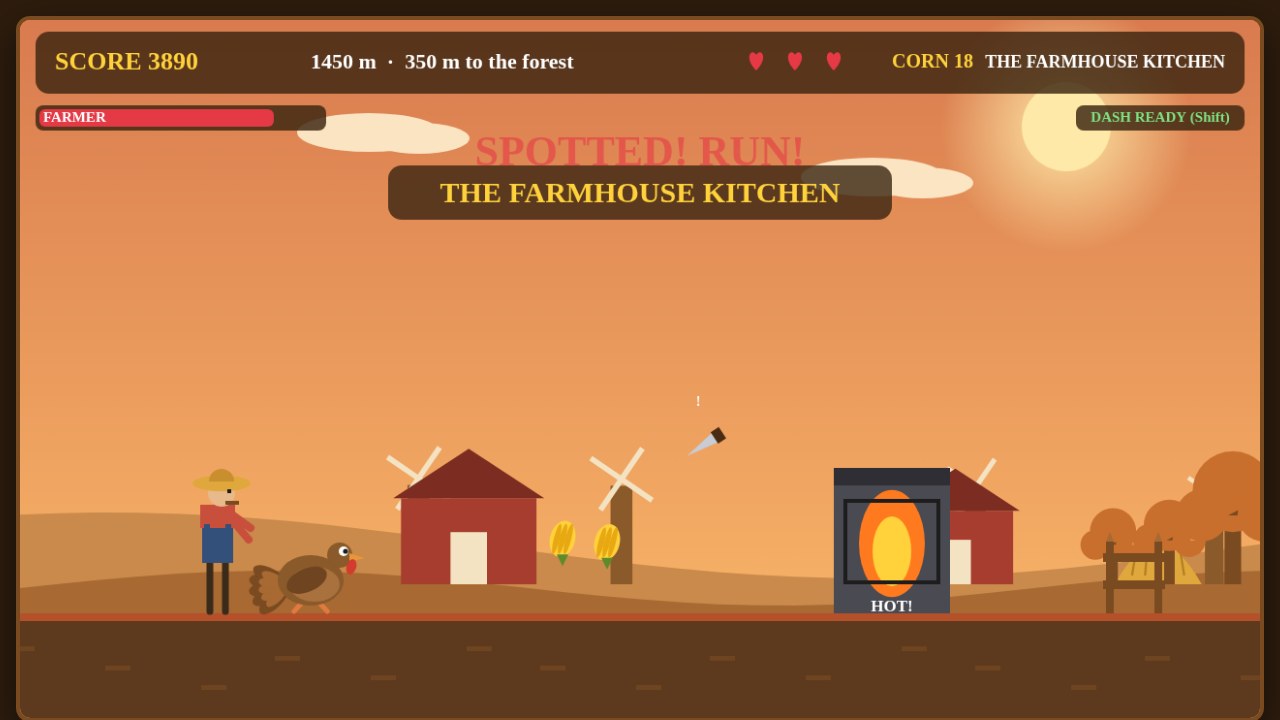 SCORE 3890
1450 m · 350 m to the forest
CORN 18
THE FARMHOUSE KITCHEN
FARMER
DASH READY (Shift)
SPOTTED! RUN!
THE FARMHOUSE KITCHEN
!
HOT!